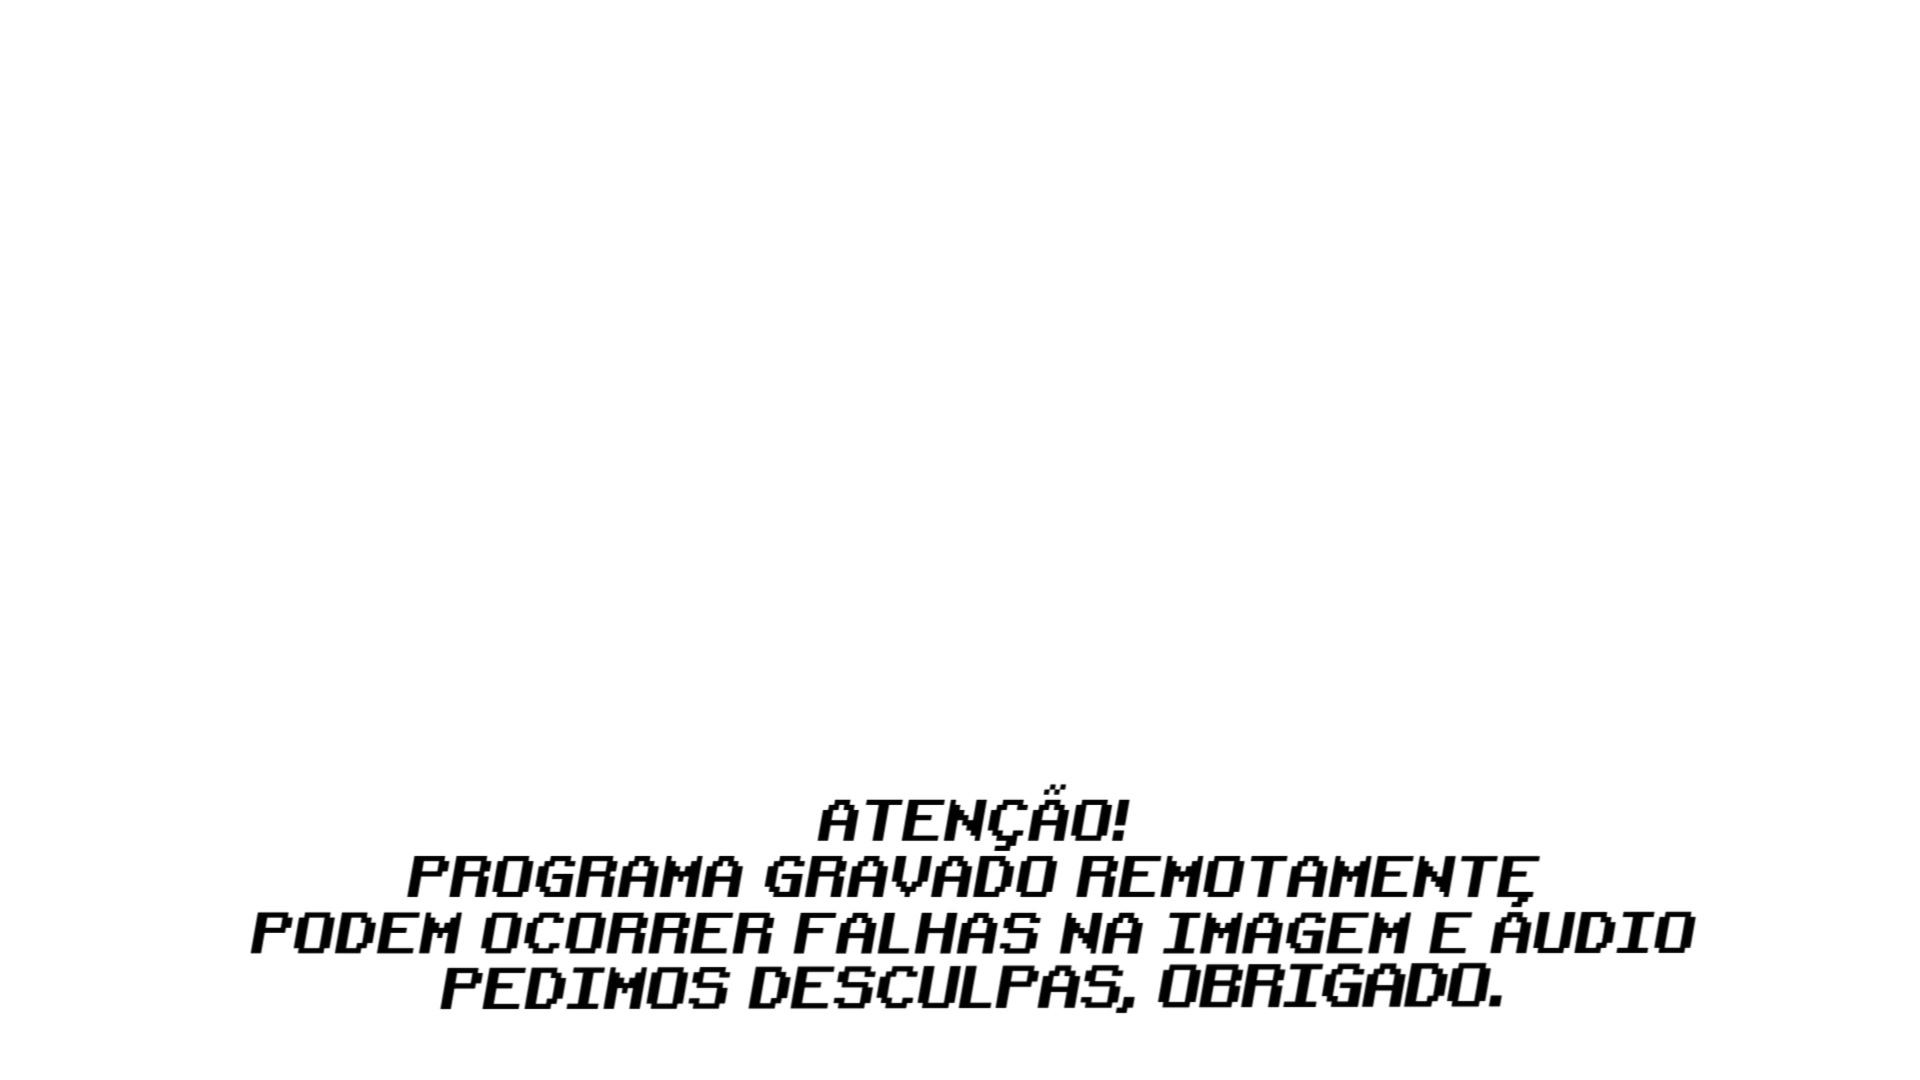 ATENÇÃO!
PROGRAMA GRAVADO REMOTAMENTE
PODEM OCORRER FALHAS NA IMAGEM E ÁUDIO
PEDIMOS DESCULPAS, OBRIGADO.